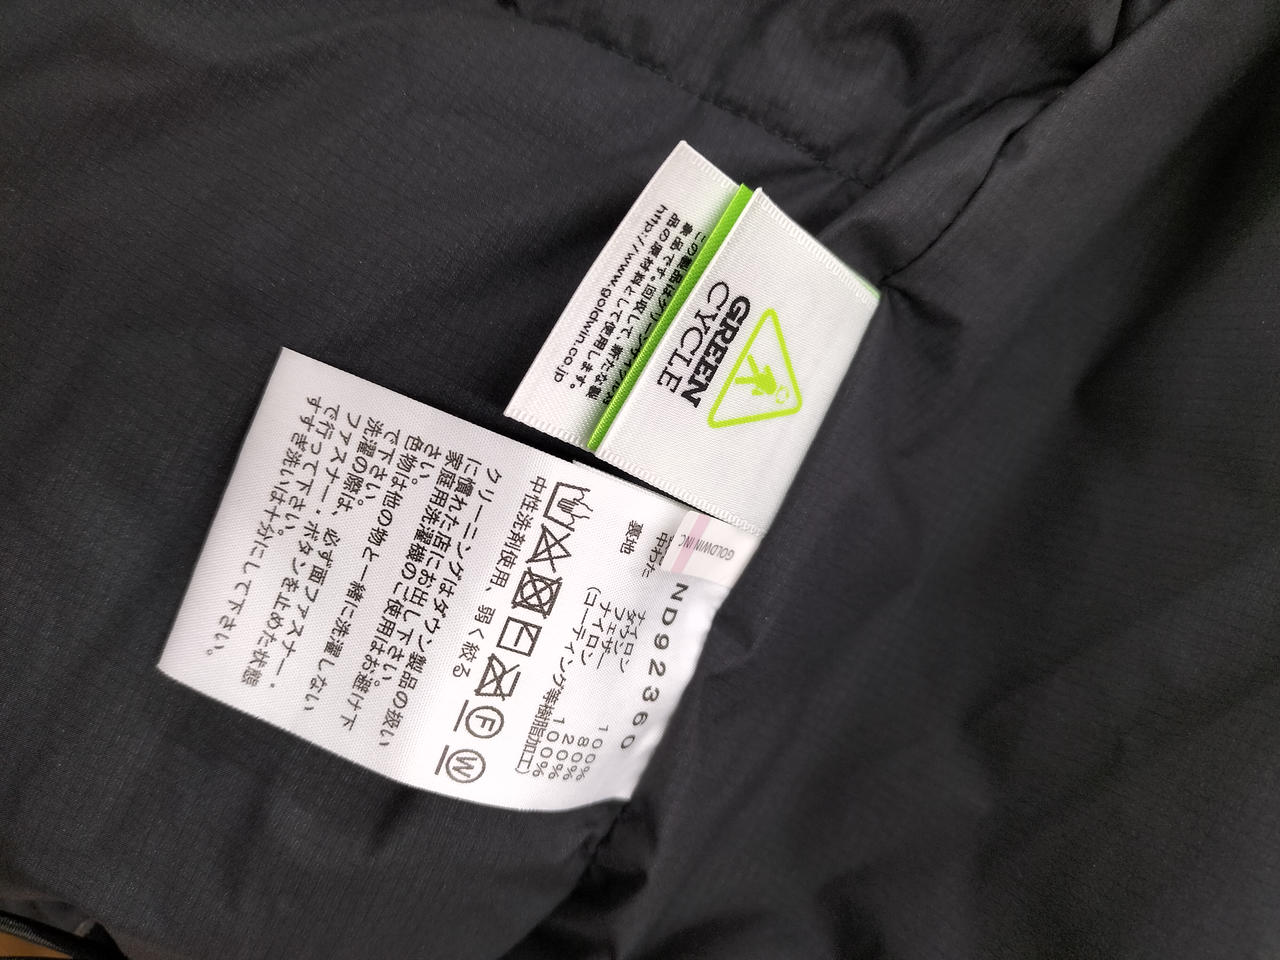 GREEN
CYCLE
この製品はグリーンサイクル対
象品です。回収して、新たな製
品の原材料として使用します。
http://www.goldwin.co.jp
GOLDWIN INC
ND92360
ナイロン 100%
中わた ダウン 80%
フェザー 20%
裏地 ナイロン 100%
(コーティング等樹脂加工)
F W
中性洗剤使用、弱く絞る
クリーニングはダウン製品の扱い
に慣れた店にお出し下さい。
家庭用洗濯機のご使用はお避け下
さい。
色物は他の物と一緒に洗濯しない
で下さい。
洗濯の際は、必ず面ファスナー・
ファスナー・ボタンを止めた状態
で行って下さい。
すすぎ洗いは十分にして下さい。